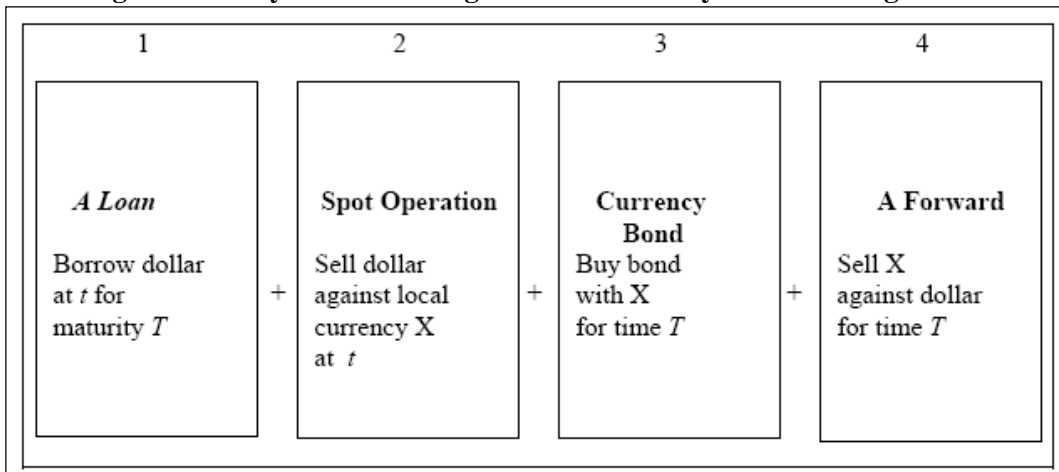 1 2 3 4
A Loan
Borrow dollar
at t for
maturity T
+
Spot Operation
Sell dollar
against local
currency X
at t
+
Currency
Bond
Buy bond
with X
for time T
+
A Forward
Sell X
against dollar
for time T